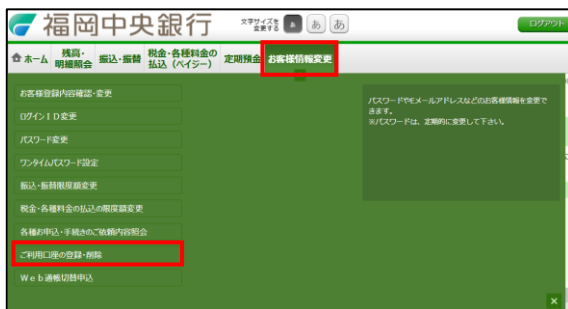 福岡中央銀行
文字サイズを
変更する
あ
あ
あ
ログアウト
ホーム
残高・
明細照会
振込・振替
税金・各種料金の
払込（ペイジー）
定期預金
お客様情報変更
お客様登録内容確認・変更
ログインＩＤ変更
パスワード変更
ワンタイムパスワード設定
振込・振替限度額変更
税金・各種料金の払込の限度額変更
各種お申込・手続きのご依頼内容照会
ご利用口座の登録・削除
Ｗｅｂ通帳切替申込
パスワードやEメールアドレスなどのお客様情報を変更で
きます。
※パスワードは、定期的に変更して下さい。